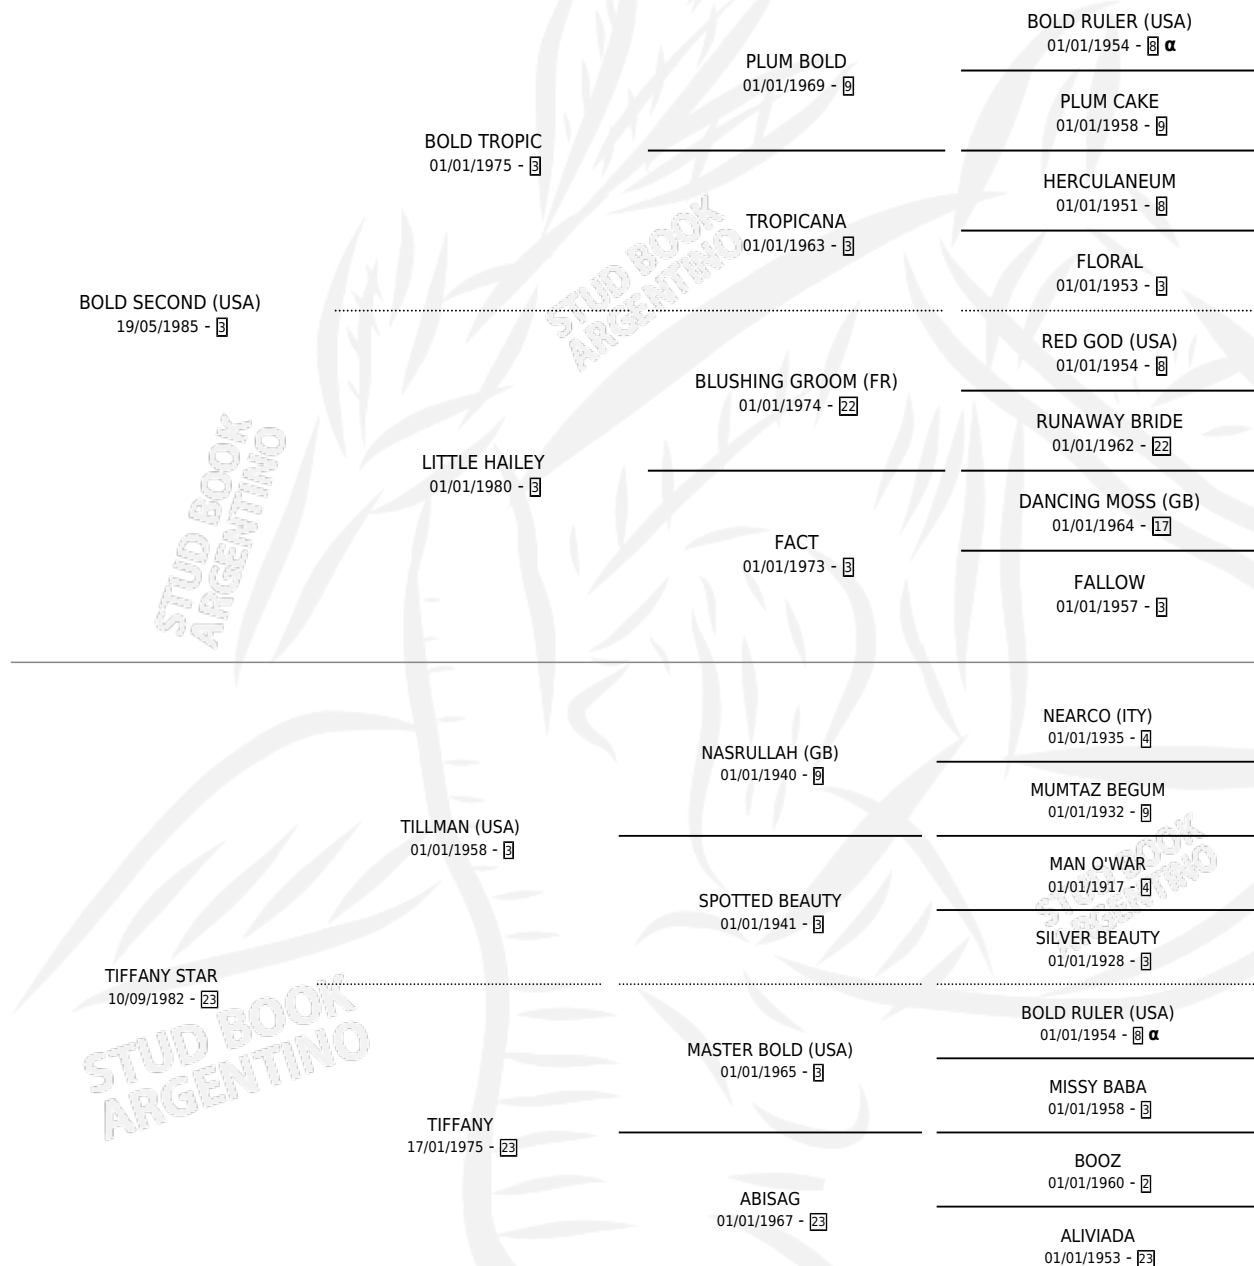 BOLD RULER (USA)
01/01/1954 - 8 α
PLUM BOLD
01/01/1969 - 9
PLUM CAKE
01/01/1958 - 9
BOLD TROPIC
01/01/1975 - 3
HERCULANEUM
01/01/1951 - 8
TROPICANA
01/01/1963 - 3
FLORAL
01/01/1953 - 3
BOLD SECOND (USA)
19/05/1985 - 3
RED GOD (USA)
01/01/1954 - 8
BLUSHING GROOM (FR)
01/01/1974 - 22
RUNAWAY BRIDE
01/01/1962 - 22
LITTLE HAILEY
01/01/1980 - 3
DANCING MOSS (GB)
01/01/1964 - 17
FACT
01/01/1973 - 3
FALLOW
01/01/1957 - 3
NEARCO (ITY)
01/01/1935 - 4
NASRULLAH (GB)
01/01/1940 - 9
MUMTAZ BEGUM
01/01/1932 - 9
TILLMAN (USA)
01/01/1958 - 3
MAN O'WAR
01/01/1917 - 4
SPOTTED BEAUTY
01/01/1941 - 3
SILVER BEAUTY
01/01/1928 - 3
TIFFANY STAR
10/09/1982 - 23
BOLD RULER (USA)
01/01/1954 - 8 α
MASTER BOLD (USA)
01/01/1965 - 3
MISSY BABA
01/01/1958 - 3
TIFFANY
17/01/1975 - 23
BOOZ
01/01/1960 - 2
ABISAG
01/01/1967 - 23
ALIVIADA
01/01/1953 - 23
STUD BOOK
ARGENTINO
STUD BOOK
ARGENTINO
STUD BOOK
ARGENTINO
STUD BOOK
ARGENTINO